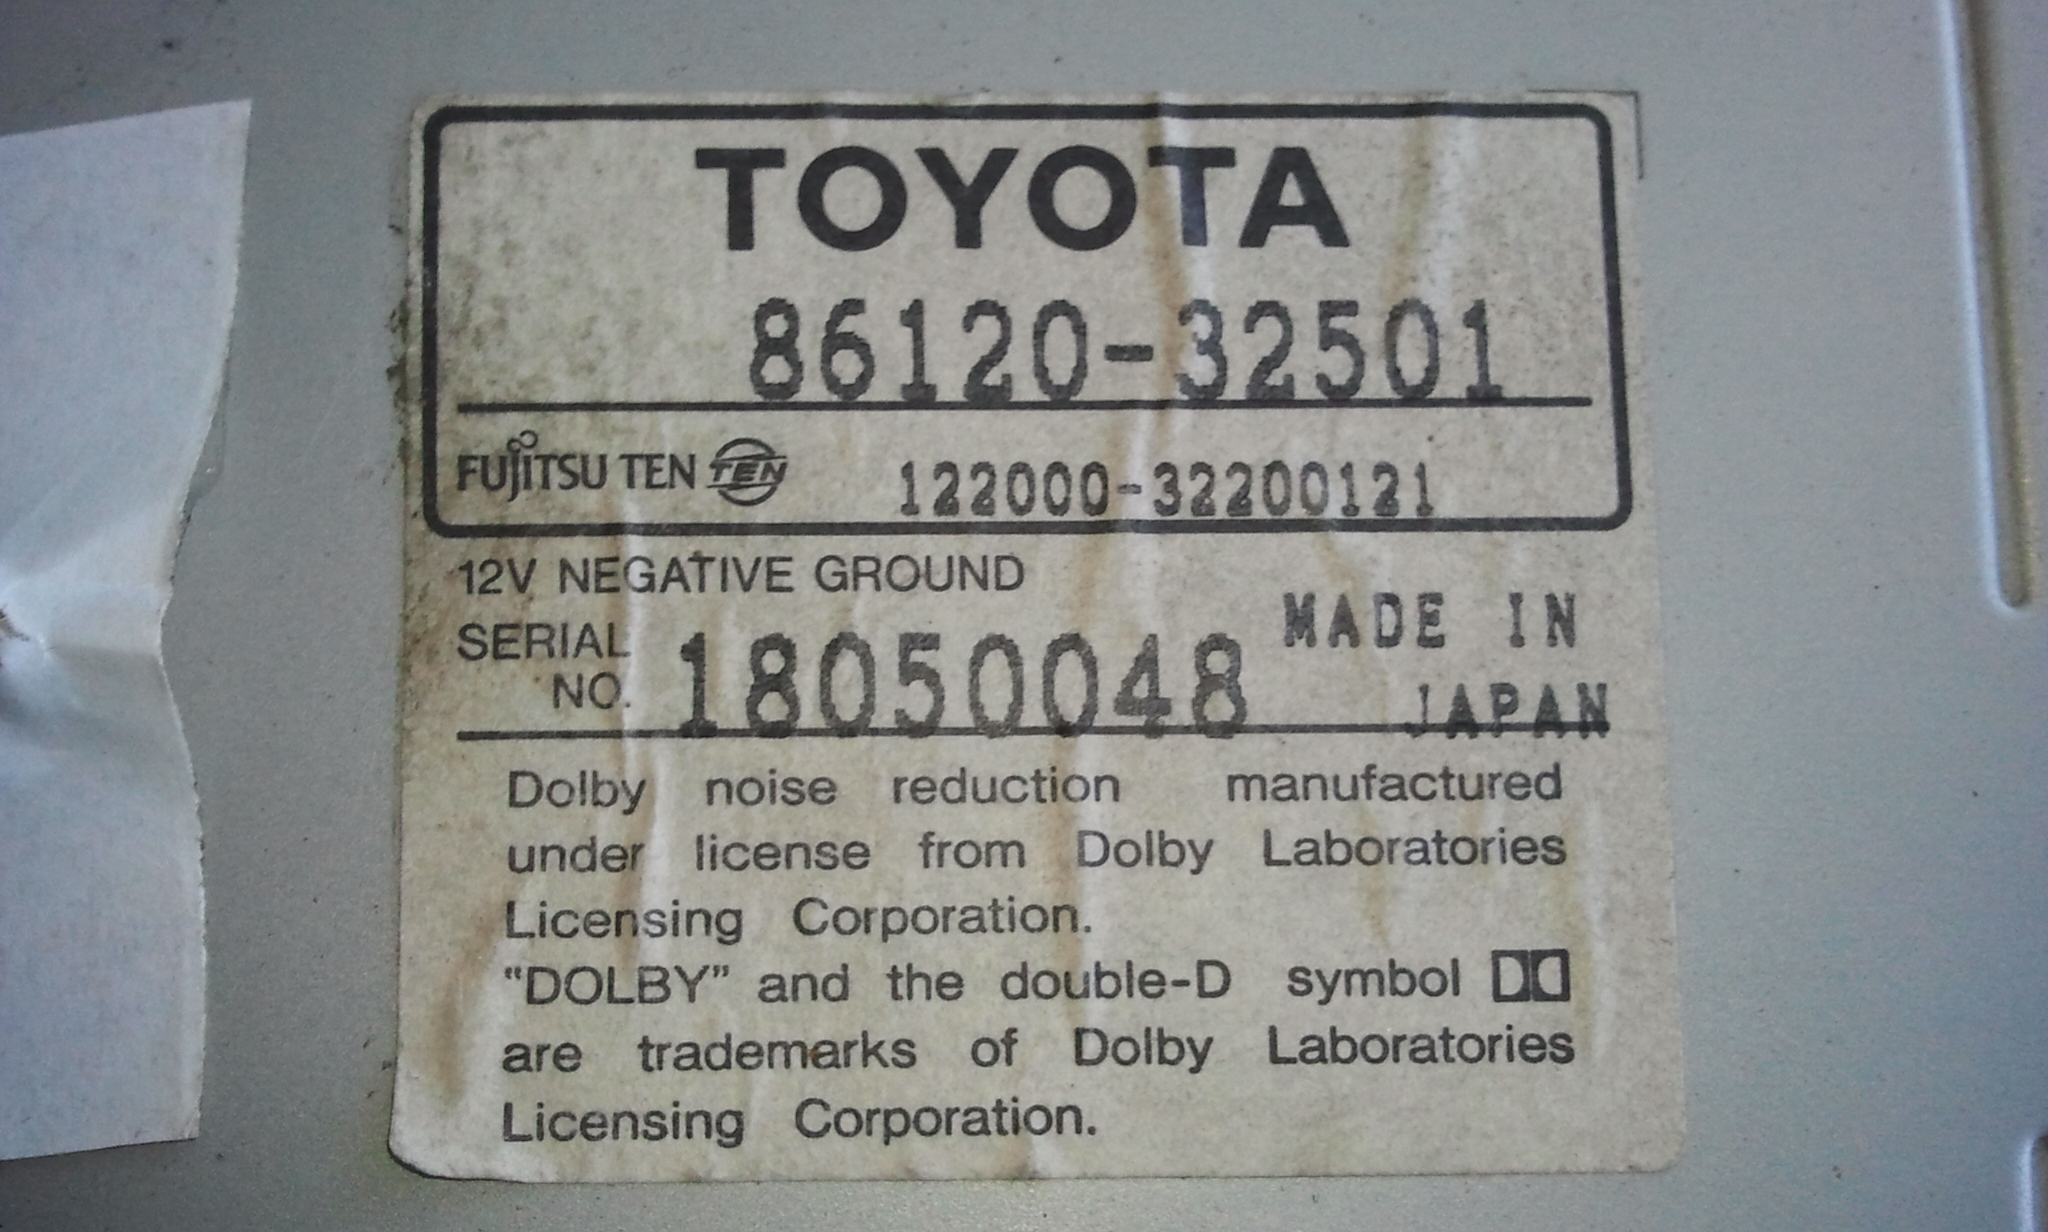 TOYOTA
86120-32501
FUJITSU TEN TEN 122000-32200121
12V NEGATIVE GROUND
SERIAL NO. 18050048 MADE IN JAPAN
Dolby noise reduction manufactured
under license from Dolby Laboratories
Licensing Corporation.
"DOLBY" and the double-D symbol
are trademarks of Dolby Laboratories
Licensing Corporation.